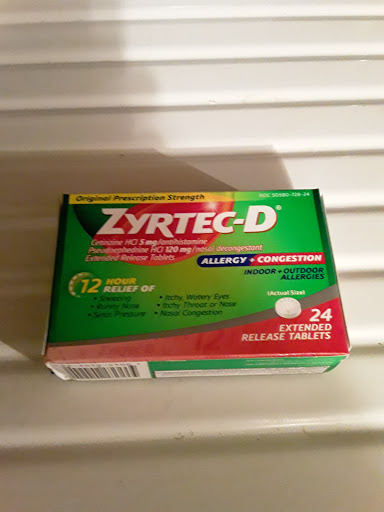 Original Prescription Strength
NDC 50580-728-24
ZYRTEC-D®
Cetirizine HCl 5 mg/antihistamine
Pseudoephedrine HCl 120 mg/nasal decongestant
Extended Release Tablets
ALLERGY + CONGESTION
INDOOR + OUTDOOR
ALLERGIES
12 HOUR
RELIEF OF
• Sneezing
• Runny Nose
• Sinus Pressure
• Itchy, Watery Eyes
• Itchy Throat or Nose
• Nasal Congestion
(Actual Size)
24
EXTENDED
RELEASE TABLETS